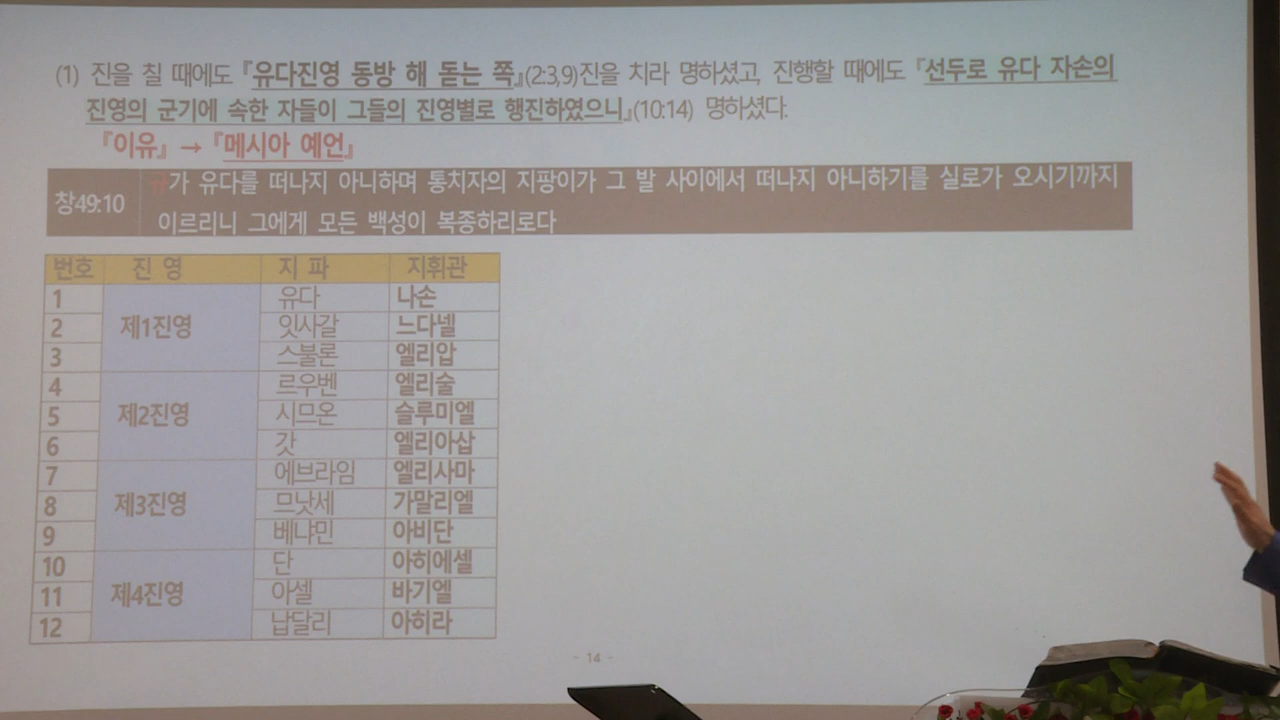 (1) 진을 칠 때에도 『유다진영 동방 해 돋는 쪽』(2:3,9)진을 치라 명하셨고, 진행할 때에도 『선두로 유다 자손의
진영의 군기에 속한 자들이 그들의 진영별로 행진하였으니』(10:14) 명하셨다.
『이유』 → 『메시아 예언』
창49:10 규가 유다를 떠나지 아니하며 통치자의 지팡이가 그 발 사이에서 떠나지 아니하기를 실로가 오시기까지
이르리니 그에게 모든 백성이 복종하리로다
번호 진 영 지 파 지휘관
1 제1진영 유다 나손
2 잇사갈 느다넬
3 스불론 엘리압
4 제2진영 르우벤 엘리술
5 시므온 슬루미엘
6 갓 엘리아삽
7 제3진영 에브라임 엘리사마
8 므낫세 가말리엘
9 베냐민 아비단
10 제4진영 단 아히에셀
11 아셀 바기엘
12 납달리 아히라
- 14 -